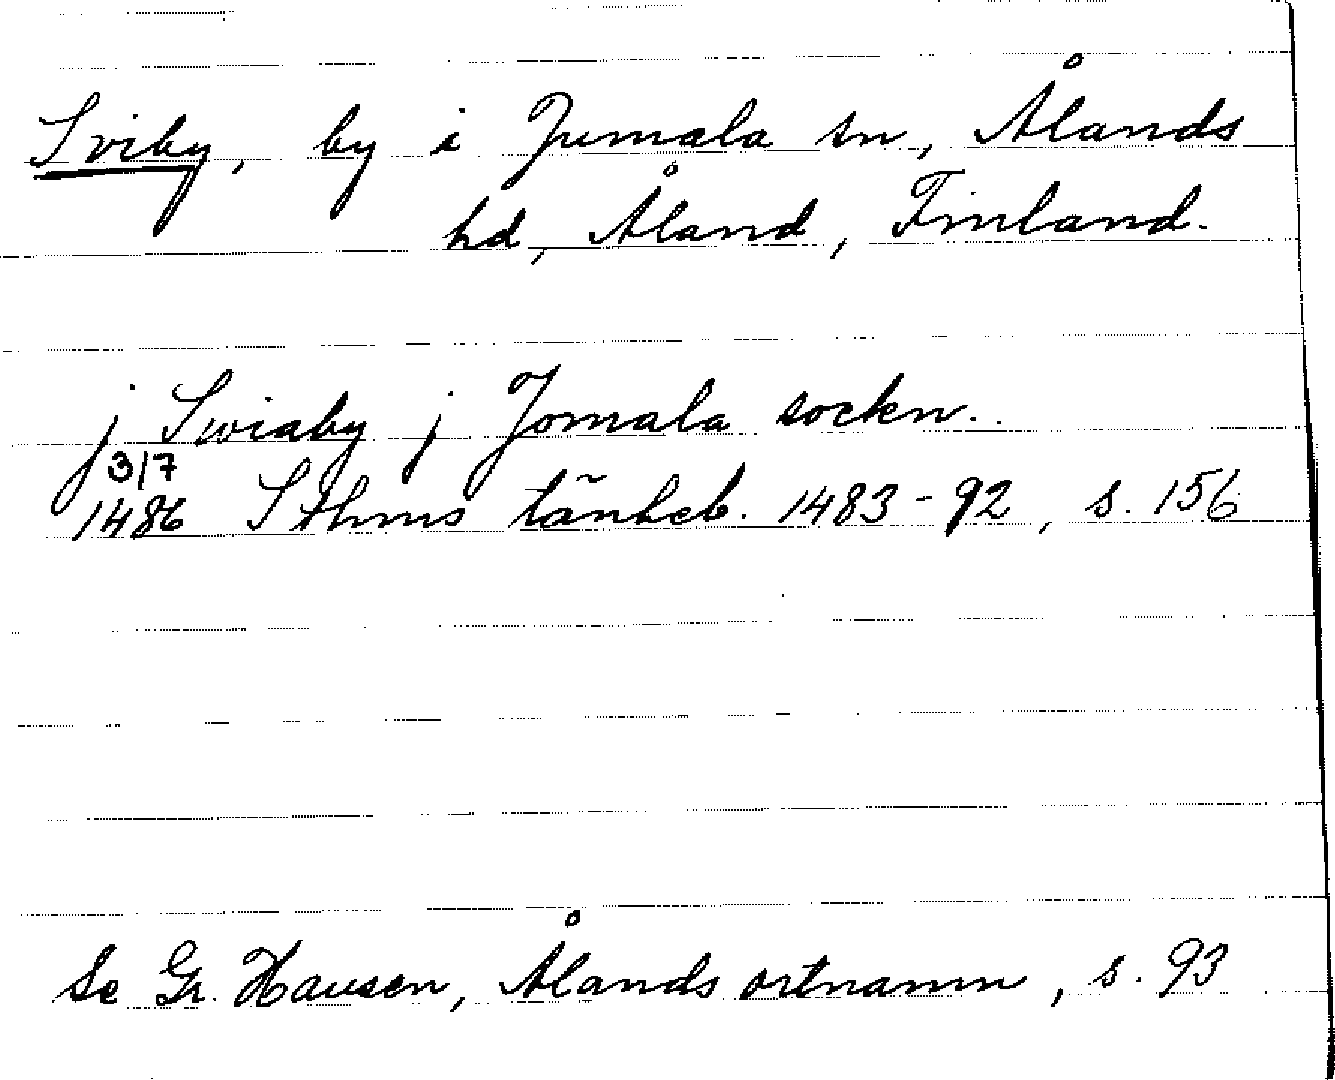 Sviby, by i Jumala sn, Ålands
hd, Åland, Finland.
j Swiaby j Jomala sockn..
3/7
1486 Sthms tänkeb. 1483-92, s. 156
Se Gr. Hausen, Ålands ortnamn, s. 93